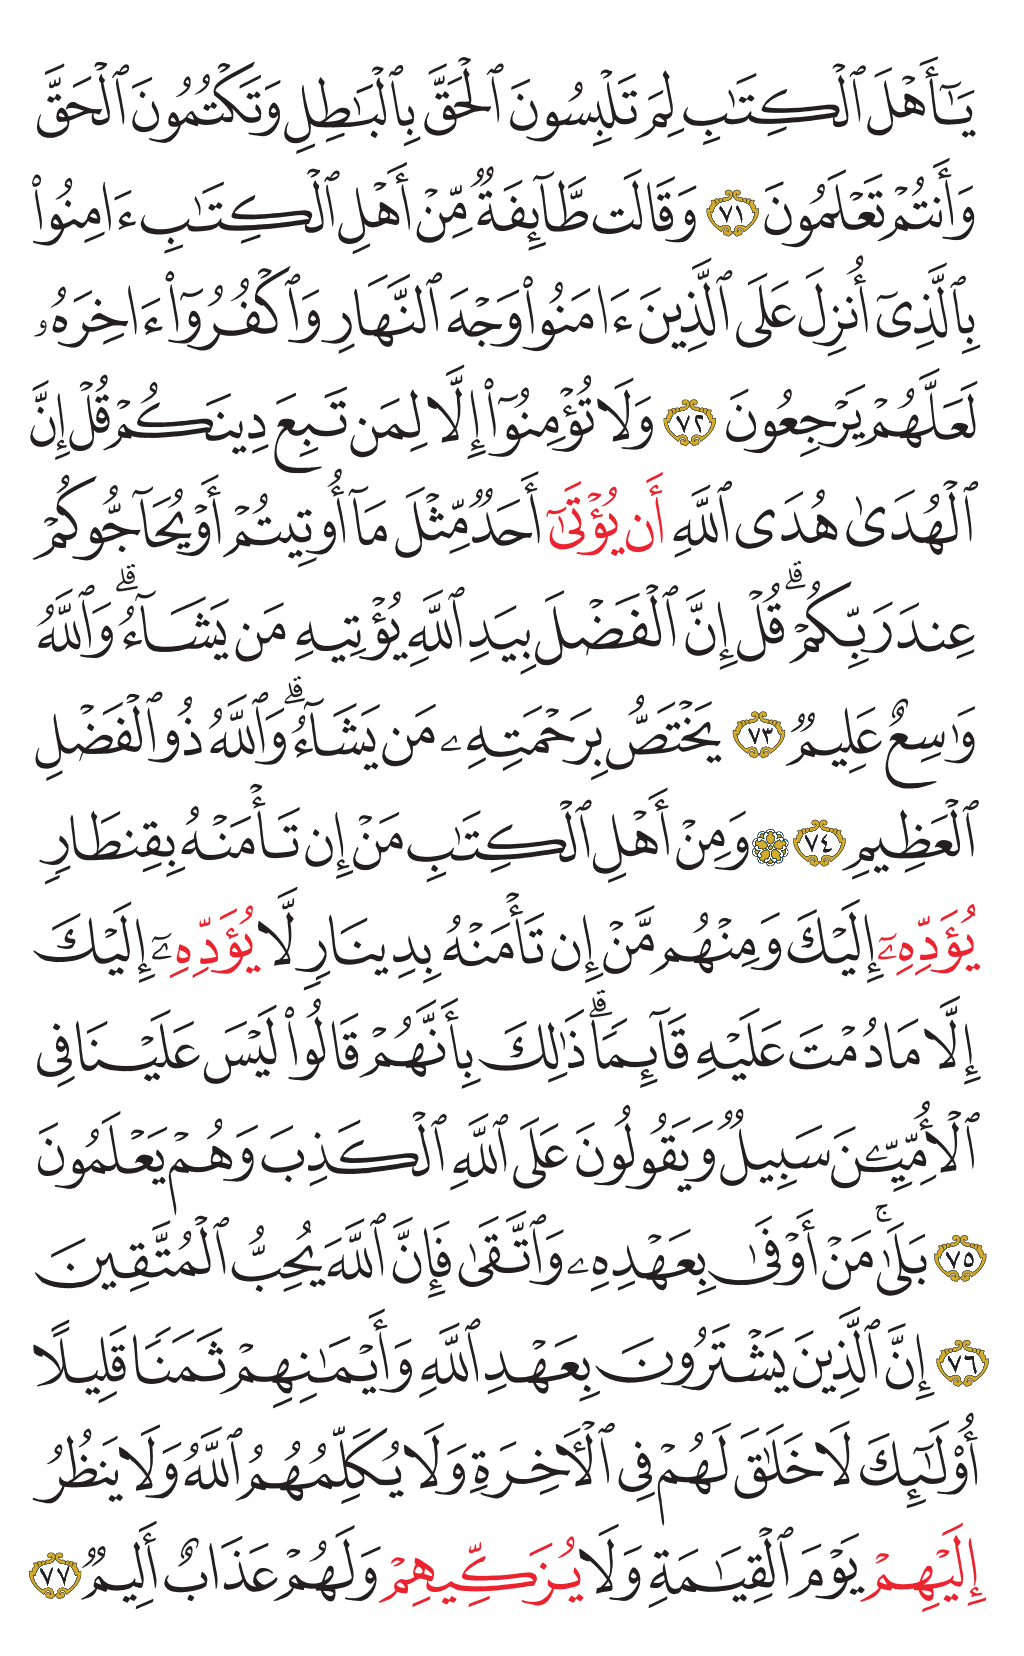 يَـٰٓأَهْلَ ٱلْكِتَـٰبِ لِمَ تَلْبِسُونَ ٱلْحَقَّ بِٱلْبَـٰطِلِ وَتَكْتُمُونَ ٱلْحَقَّ
وَأَنتُمْ تَعْلَمُونَ ٧١ وَقَالَت طَّآئِفَةٌ مِّنْ أَهْلِ ٱلْكِتَـٰبِ ءَامِنُوا۟
بِٱلَّذِىٓ أُنزِلَ عَلَى ٱلَّذِينَ ءَامَنُوا۟ وَجْهَ ٱلنَّهَارِ وَٱكْفُرُوٓا۟ ءَاخِرَهُۥ
لَعَلَّهُمْ يَرْجِعُونَ ٧٢ وَلَا تُؤْمِنُوٓا۟ إِلَّا لِمَن تَبِعَ دِينَكُمْ قُلْ إِنَّ
ٱلْهُدَىٰ هُدَى ٱللَّهِ أَن يُؤْتَىٰٓ أَحَدٌ مِّثْلَ مَآ أُوتِيتُمْ أَوْ يُحَآجُّوكُمْ
عِندَ رَبِّكُمْ ۗ قُلْ إِنَّ ٱلْفَضْلَ بِيَدِ ٱللَّهِ يُؤْتِيهِ مَن يَشَآءُ ۗ وَٱللَّهُ
وَٰسِعٌ عَلِيمٌ ٧٣ يَخْتَصُّ بِرَحْمَتِهِۦ مَن يَشَآءُ ۗ وَٱللَّهُ ذُو ٱلْفَضْلِ
ٱلْعَظِيمِ ٧٤ وَمِنْ أَهْلِ ٱلْكِتَـٰبِ مَنْ إِن تَأْمَنْهُ بِقِنطَارٍ
يُؤَدِّهِۦٓ إِلَيْكَ وَمِنْهُم مَّنْ إِن تَأْمَنْهُ بِدِينَارٍ لَّا يُؤَدِّهِۦٓ إِلَيْكَ
إِلَّا مَا دُمْتَ عَلَيْهِ قَآئِمًا ۗ ذَٰلِكَ بِأَنَّهُمْ قَالُوا۟ لَيْسَ عَلَيْنَا فِى
ٱلْأُمِّيِّـۧنَ سَبِيلٌ وَيَقُولُونَ عَلَى ٱللَّهِ ٱلْكَذِبَ وَهُمْ يَعْلَمُونَ
٧٥ بَلَىٰ ۚ مَنْ أَوْفَىٰ بِعَهْدِهِۦ وَٱتَّقَىٰ فَإِنَّ ٱللَّهَ يُحِبُّ ٱلْمُتَّقِينَ
٧٦ إِنَّ ٱلَّذِينَ يَشْتَرُونَ بِعَهْدِ ٱللَّهِ وَأَيْمَـٰنِهِمْ ثَمَنًا قَلِيلًا
أُو۟لَـٰٓئِكَ لَا خَلَـٰقَ لَهُمْ فِى ٱلْـَٔاخِرَةِ وَلَا يُكَلِّمُهُمُ ٱللَّهُ وَلَا يَنظُرُ
إِلَيْهِمْ يَوْمَ ٱلْقِيَـٰمَةِ وَلَا يُزَكِّيهِمْ وَلَهُمْ عَذَابٌ أَلِيمٌ ٧٧